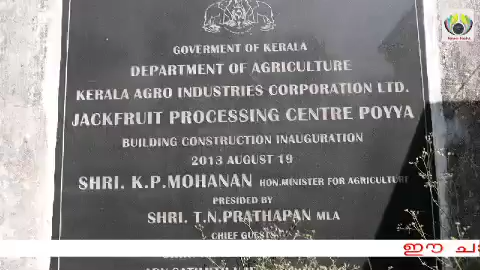 GOVERMENT OF KERALA
DEPARTMENT OF AGRICULTURE
KERALA AGRO INDUSTRIES CORPORATION LTD.
JACKFRUIT PROCESSING CENTRE POYYA
BUILDING CONSTRUCTION INAUGURATION
2013 AUGUST 19
SHRI. K.P.MOHANAN HON.MINISTER FOR AGRICULTURE
PRESIDED BY
SHRI. T.N.PRATHAPAN MLA
CHIEF GUESTS
ഈ